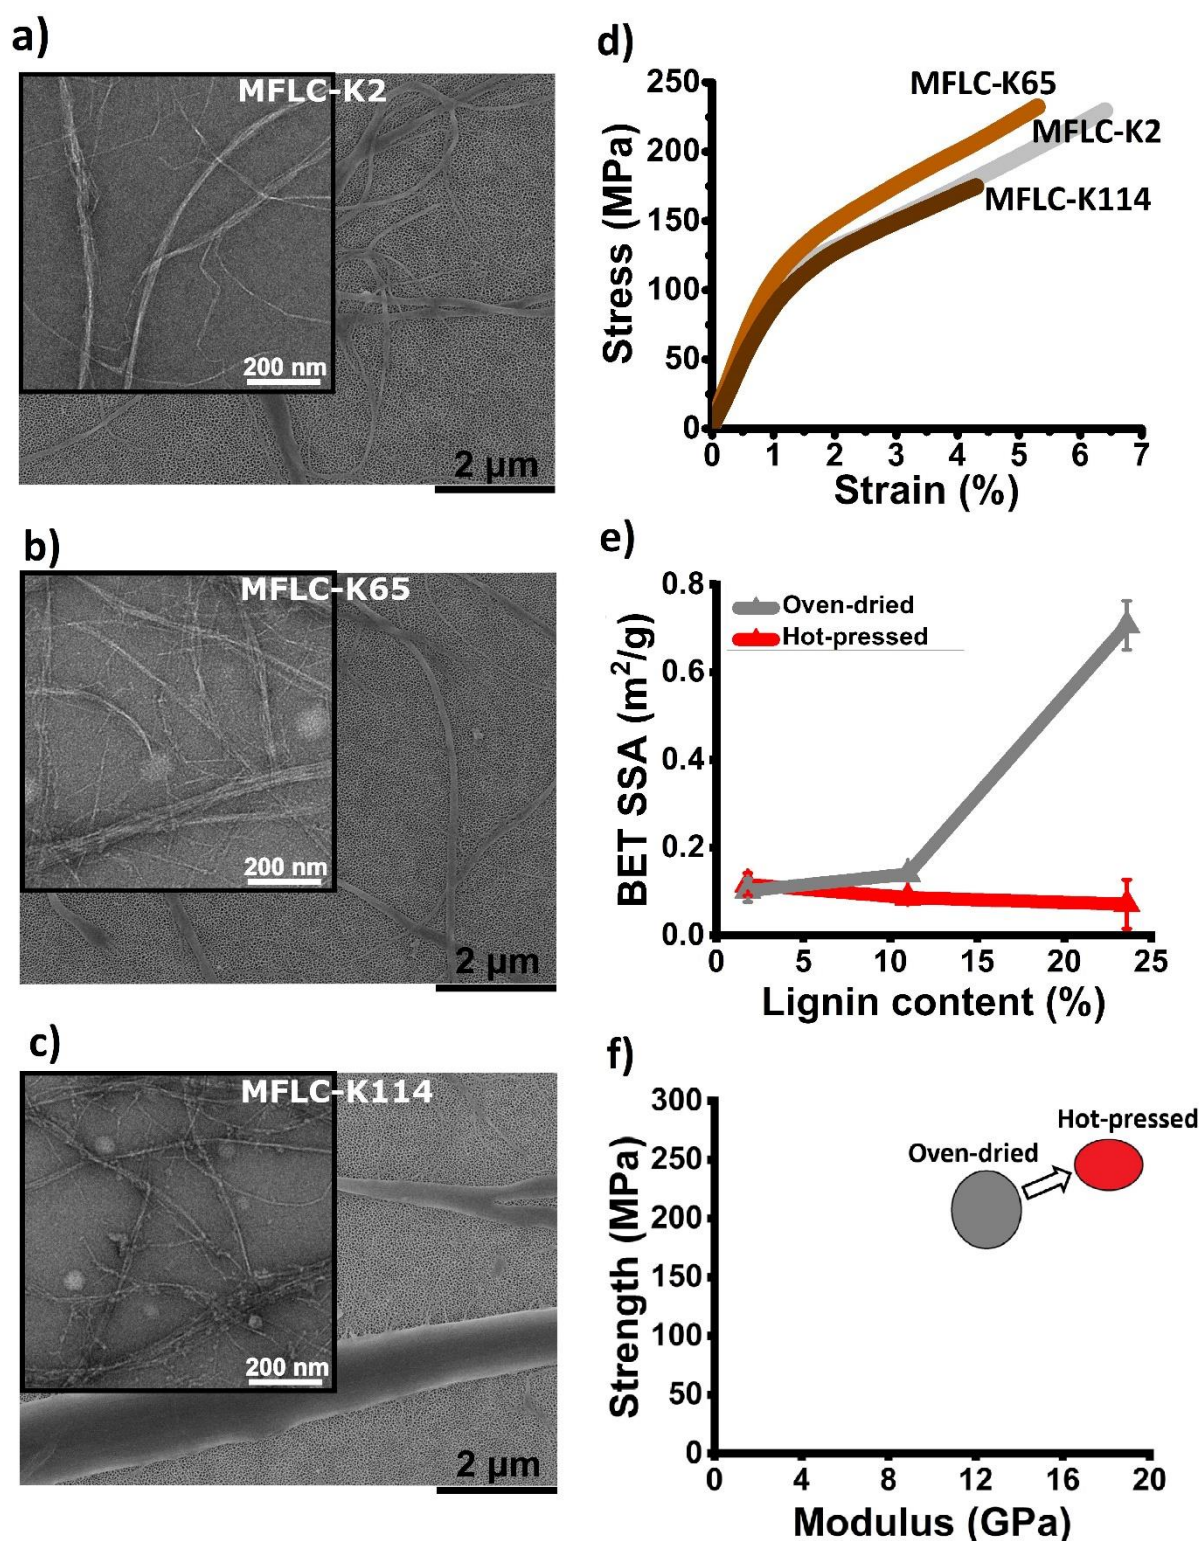 a)
MFLC-K2
200 nm
2 μm
b)
MFLC-K65
200 nm
2 μm
c)
MFLC-K114
200 nm
2 μm
d)
250
200
150
100
50
0
Stress (MPa)
MFLC-K65
MFLC-K2
MFLC-K114
0 1 2 3 4 5 6 7
Strain (%)
e)
0.8
0.6
0.4
0.2
0.0
BET SSA (m²/g)
Oven-dried
Hot-pressed
0 5 10 15 20 25
Lignin content (%)
f)
300
250
200
150
100
50
0
Strength (MPa)
Hot-pressed
Oven-dried
0 4 8 12 16 20
Modulus (GPa)